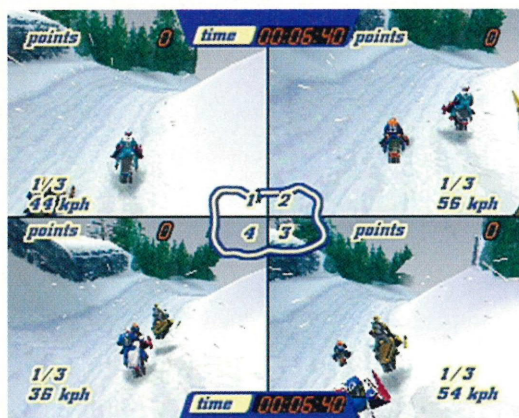 points 0 time 00:06:40 points 0
1/3
44 kph
1/3
56 kph
1 2
4 3
points 0
points 0
1/3
36 kph
1/3
54 kph
time 00:06:40